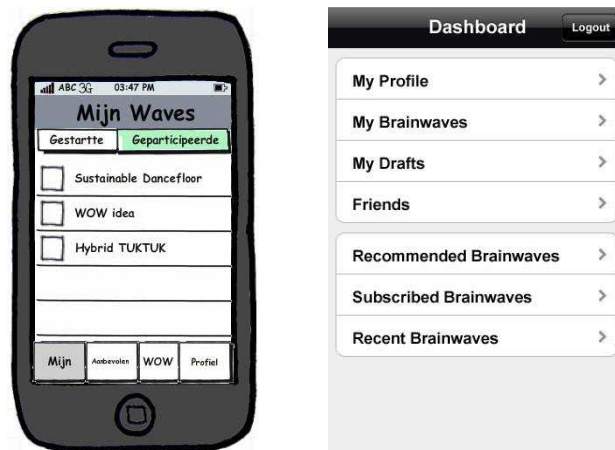 ABC 3G 03:47 PM
Mijn Waves
Gestartte Geparticipeerde
Sustainable Dancefloor
WOW idea
Hybrid TUKTUK
Mijn Aanbevolen WOW Profiel
Dashboard Logout
My Profile
My Brainwaves
My Drafts
Friends
Recommended Brainwaves
Subscribed Brainwaves
Recent Brainwaves